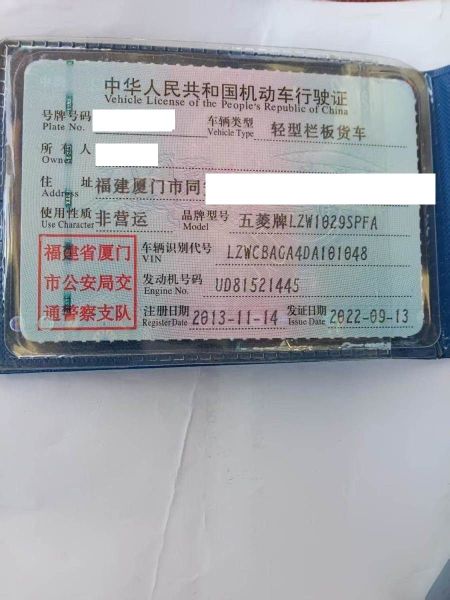 中华人民共和国机动车行驶证
Vehicle License of the People's Republic of China
号牌号码
Plate No.
车辆类型 轻型栏板货车
Vehicle Type
所有人
Owner
住址 福建厦门市同
Address
使用性质 非营运 品牌型号 五菱牌LZW1029SPFA
Use Character Model
福建省厦门
市公安局交
通警察支队
车辆识别代号 LZWCBAGA4DA101048
VIN
发动机号码 UD81521445
Engine No.
注册日期 2013-11-14 发证日期 2022-09-13
Register Date Issue Date